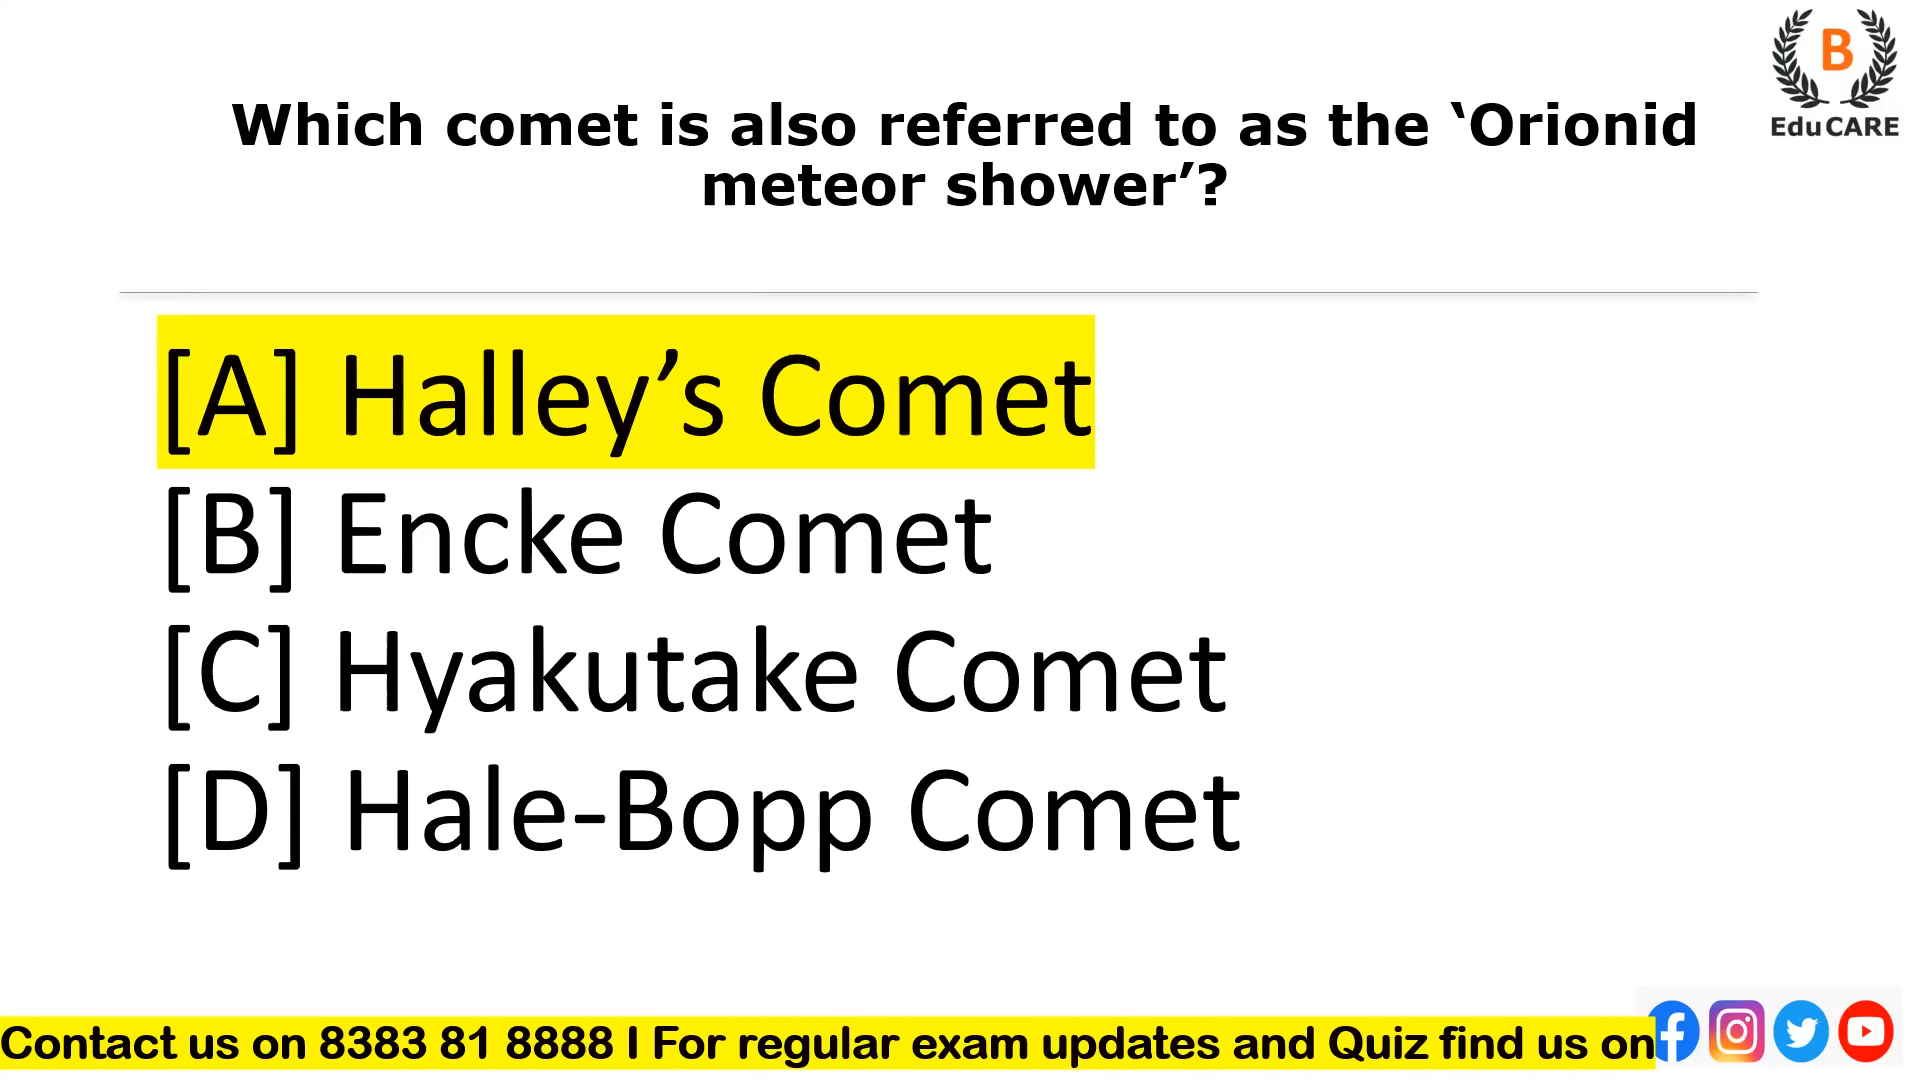 B
EduCARE
Which comet is also referred to as the ‘Orionid
meteor shower’?
[A] Halley’s Comet
[B] Encke Comet
[C] Hyakutake Comet
[D] Hale-Bopp Comet
Contact us on 8383 81 8888 I For regular exam updates and Quiz find us on